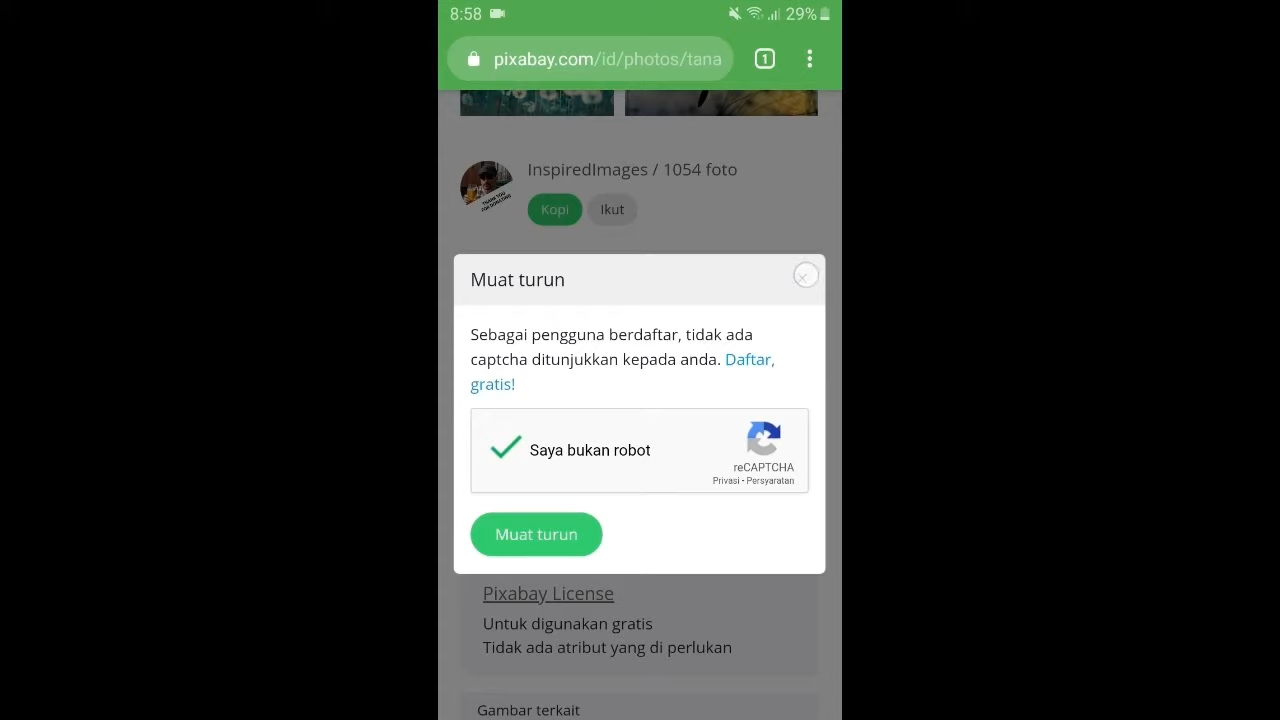 8:58
29%
pixabay.com/id/photos/tana
1
InspiredImages / 1054 foto
Kopi
Ikut
Muat turun
Sebagai pengguna berdaftar, tidak ada
captcha ditunjukkan kepada anda. Daftar,
gratis!
Saya bukan robot
reCAPTCHA
Privasi - Persyaratan
Muat turun
Pixabay License
Untuk digunakan gratis
Tidak ada atribut yang di perlukan
Gambar terkait